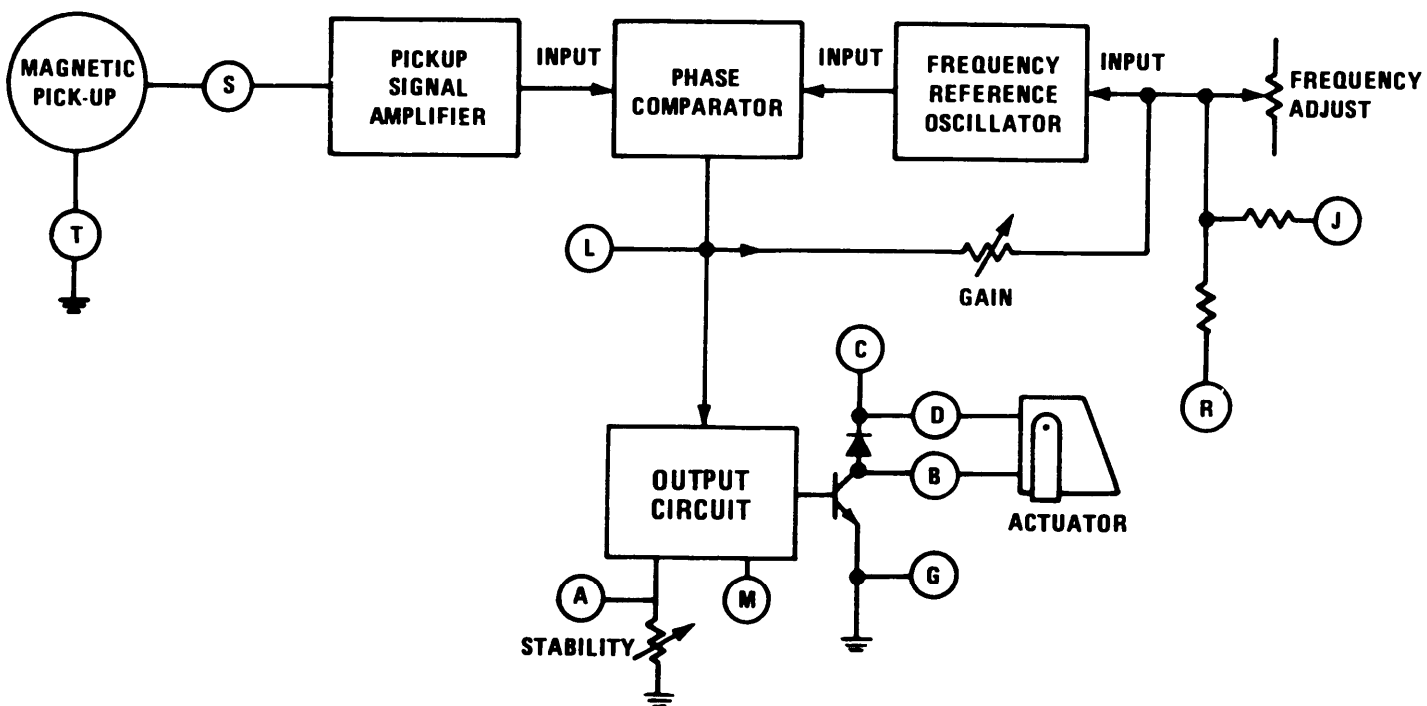 MAGNETIC
PICK-UP
S
T
PICKUP
SIGNAL
AMPLIFIER
INPUT
PHASE
COMPARATOR
INPUT
FREQUENCY
REFERENCE
OSCILLATOR
INPUT
FREQUENCY
ADJUST
J
R
L
GAIN
C
D
B
ACTUATOR
G
OUTPUT
CIRCUIT
A
M
STABILITY